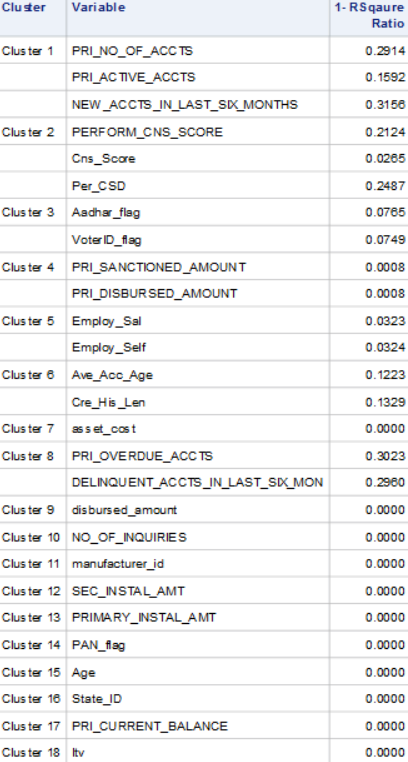 Cluster Variable 1- RSqaure Ratio
Cluster 1 PRI_NO_OF_ACCTS 0.2914
PRI_ACTIVE_ACCTS 0.1592
NEW_ACCTS_IN_LAST_SIX_MONTHS 0.3156
Cluster 2 PERFORM_CNS_SCORE 0.2124
Cns_Score 0.0265
Per_CSD 0.2487
Cluster 3 Aadhar_flag 0.0765
VoterID_flag 0.0749
Cluster 4 PRI_SANCTIONED_AMOUNT 0.0008
PRI_DISBURSED_AMOUNT 0.0008
Cluster 5 Employ_Sal 0.0323
Employ_Self 0.0324
Cluster 6 Ave_Acc_Age 0.1223
Cre_His_Len 0.1329
Cluster 7 asset_cost 0.0000
Cluster 8 PRI_OVERDUE_ACCTS 0.3023
DELINQUENT_ACCTS_IN_LAST_SIX_MON 0.2960
Cluster 9 disbursed_amount 0.0000
Cluster 10 NO_OF_INQUIRIES 0.0000
Cluster 11 manufacturer_id 0.0000
Cluster 12 SEC_INSTAL_AMT 0.0000
Cluster 13 PRIMARY_INSTAL_AMT 0.0000
Cluster 14 PAN_flag 0.0000
Cluster 15 Age 0.0000
Cluster 16 State_ID 0.0000
Cluster 17 PRI_CURRENT_BALANCE 0.0000
Cluster 18 ltv 0.0000